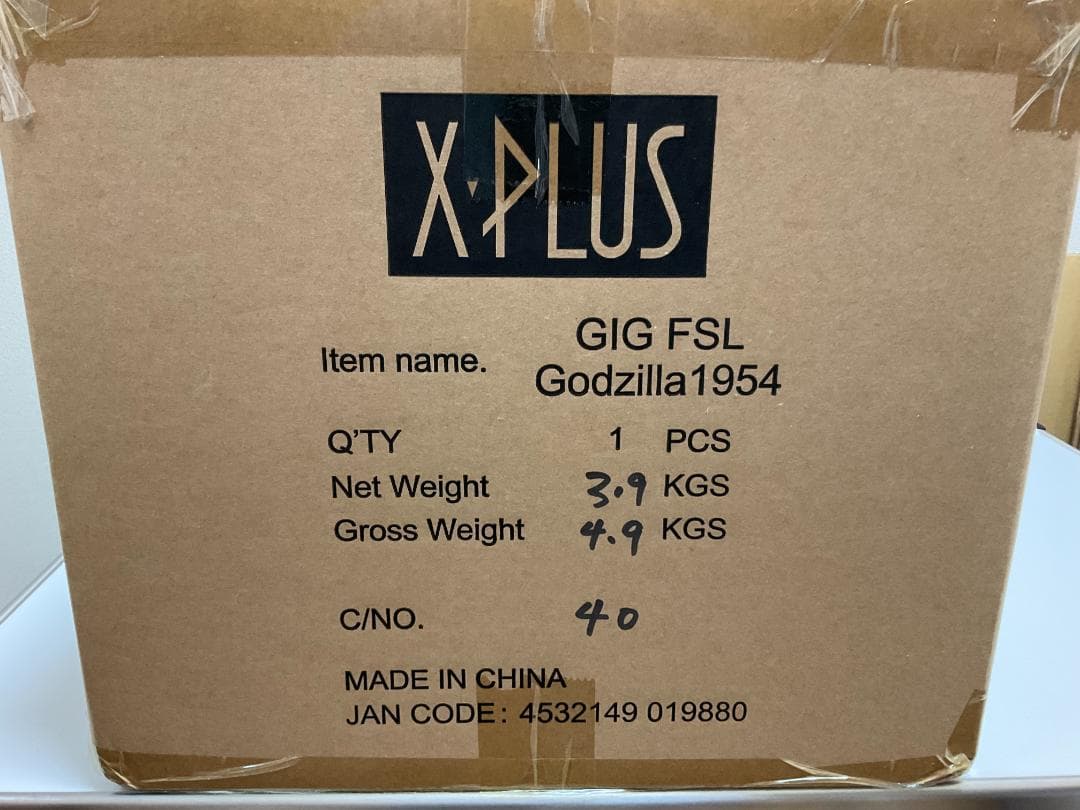 X·PLUS
GIG FSL
Item name. Godzilla1954
Q'TY 1 PCS
Net Weight 3.9 KGS
Gross Weight 4.9 KGS
C/NO. 40
MADE IN CHINA
JAN CODE: 4532149 019880